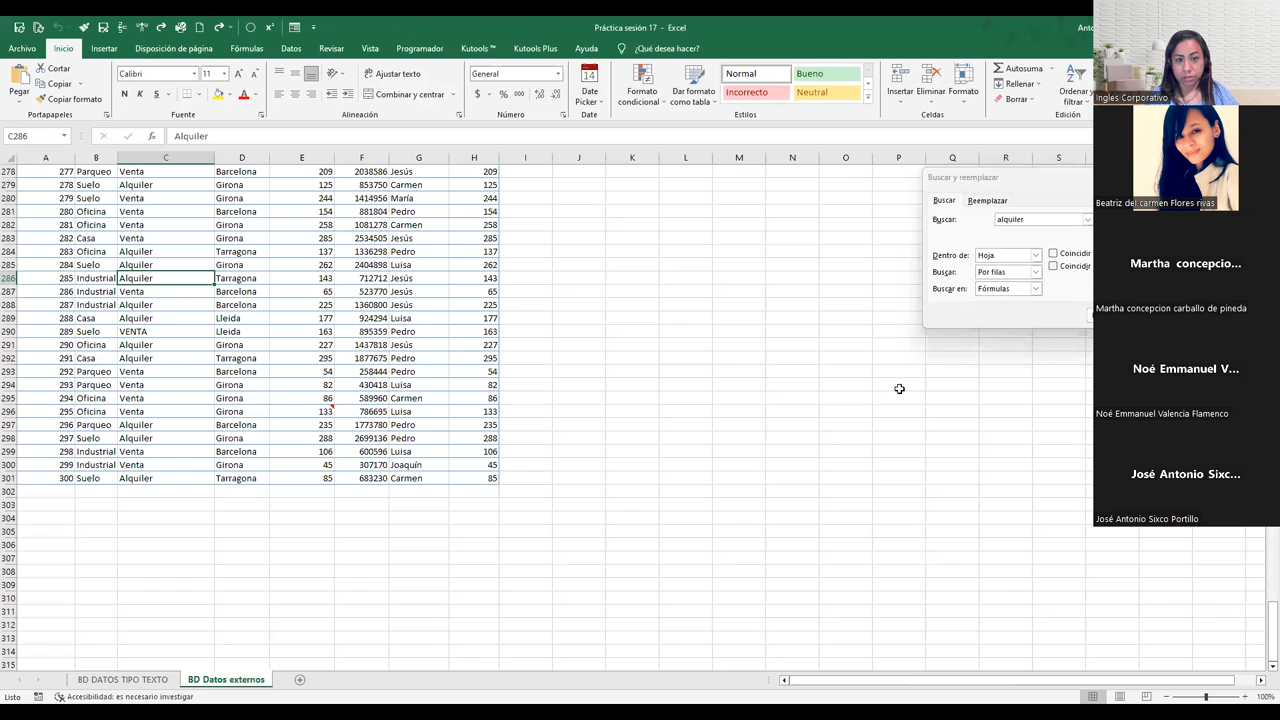 Práctica sesión 17 - Excel
Ant
Archivo Inicio Insertar Disposición de página Fórmulas Datos Revisar Vista Programador Kutools ™ Kutools Plus Ayuda ¿Qué desea hacer?
Pegar
Cortar
Copiar
Copiar formato
Portapapeles
Calibri 11
N K S
Fuente
Ajustar texto
Combinar y centrar
Alineación
General
$ % 000
Número
14
Date Picker
Date
Formato condicional
Dar formato como tabla
Normal Bueno
Incorrecto Neutral
Estilos
Insertar Eliminar Formato
Celdas
Autosuma
Rellenar
Borrar
Ordenar y filtrar
Edición
C286 fx Alquiler
A B C D E F G H I J K L M N O P Q R S
278 277 Parqueo Venta Barcelona 209 2038586 Jesús 209
279 278 Suelo Alquiler Girona 125 853750 Carmen 125
280 279 Suelo Venta Girona 244 1414956 María 244
281 280 Oficina Venta Barcelona 154 881804 Pedro 154
282 281 Oficina Venta Girona 258 1081278 Carmen 258
283 282 Casa Venta Girona 285 2534505 Jesús 285
284 283 Oficina Alquiler Tarragona 137 1336298 Pedro 137
285 284 Suelo Alquiler Girona 262 2404898 Luisa 262
286 285 Industrial Alquiler Tarragona 143 712712 Jesús 143
287 286 Industrial Venta Barcelona 65 523770 Jesús 65
288 287 Industrial Alquiler Barcelona 225 1360800 Jesús 225
289 288 Casa Alquiler Lleida 177 924294 Luisa 177
290 289 Suelo VENTA Lleida 163 895359 Pedro 163
291 290 Oficina Alquiler Girona 227 1437818 Jesús 227
292 291 Casa Alquiler Tarragona 295 1877675 Pedro 295
293 292 Parqueo Venta Barcelona 54 258444 Pedro 54
294 293 Parqueo Venta Girona 82 430418 Luisa 82
295 294 Oficina Venta Girona 86 589960 Carmen 86
296 295 Oficina Venta Girona 133 786695 Luisa 133
297 296 Parqueo Alquiler Barcelona 235 1773780 Pedro 235
298 297 Suelo Alquiler Girona 288 2699136 Pedro 288
299 298 Industrial Venta Barcelona 106 600596 Luisa 106
300 299 Industrial Venta Girona 45 307170 Joaquín 45
301 300 Suelo Alquiler Tarragona 85 683230 Carmen 85
302
303
304
305
306
307
308
309
310
311
312
313
314
315
Buscar y reemplazar
Buscar Reemplazar
Buscar: alquiler
Dentro de: Hoja Coincidir
Buscar: Por filas Coincidir
Buscar en: Fórmulas
Ingles Corporativo
Beatriz del carmen Flores rivas
Martha concepcio...
Martha concepcion carballo de pineda
Noé Emmanuel V...
Noé Emmanuel Valencia Flamenco
José Antonio Sixc...
José Antonio Sixco Portillo
BD DATOS TIPO TEXTO BD Datos externos
Listo Accesibilidad: es necesario investigar 100%